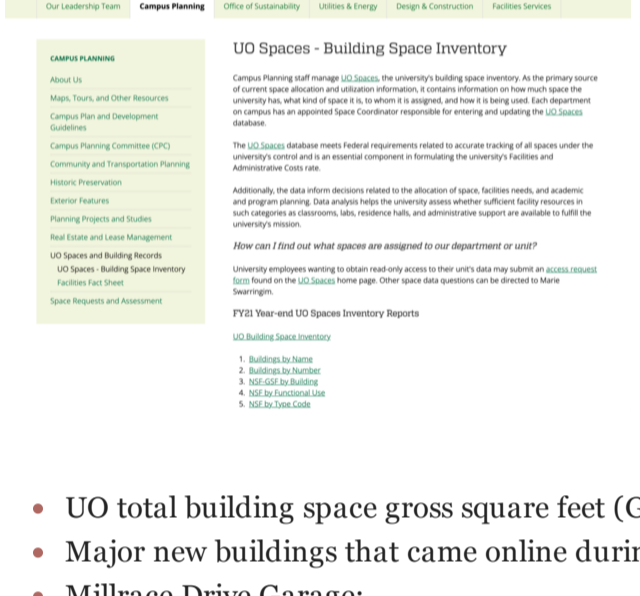 Our Leadership Team Campus Planning Office of Sustainability Utilities & Energy Design & Construction Facilities Services
CAMPUS PLANNING
About Us
Maps, Tours, and Other Resources
Campus Plan and Development
Guidelines
Campus Planning Committee (CPC)
Community and Transportation Planning
Historic Preservation
Exterior Features
Planning Projects and Studies
Real Estate and Lease Management
UO Spaces and Building Records
UO Spaces - Building Space Inventory
Facilities Fact Sheet
Space Requests and Assessment
UO Spaces - Building Space Inventory
Campus Planning staff manage UO Spaces, the university's building space inventory. As the primary source
of current space allocation and utilization information, it contains information on how much space the
university has, what kind of space it is, to whom it is assigned, and how it is being used. Each department
on campus has an appointed Space Coordinator responsible for entering and updating the UO Spaces
database.
The UO Spaces database meets Federal requirements related to accurate tracking of all spaces under the
university's control and is an essential component in formulating the university's Facilities and
Administrative Costs rate.
Additionally, the data inform decisions related to the allocation of space, facilities needs, and academic
and program planning. Data analysis helps the university assess whether sufficient facility resources in
such categories as classrooms, labs, residence halls, and administrative support are available to fulfill the
university's mission.
How can I find out what spaces are assigned to our department or unit?
University employees wanting to obtain read-only access to their unit's data may submit an access request
form found on the UO Spaces home page. Other space data questions can be directed to Marie
Swarringim.
FY21 Year-end UO Spaces Inventory Reports
UO Building Space Inventory
1. Buildings by Name
2. Buildings by Number
3. NSF-GSF by Building
4. NSF by Functional Use
5. NSF by Type Code
• UO total building space gross square feet (G
• Major new buildings that came online durin
• Millrace Drive Garage: